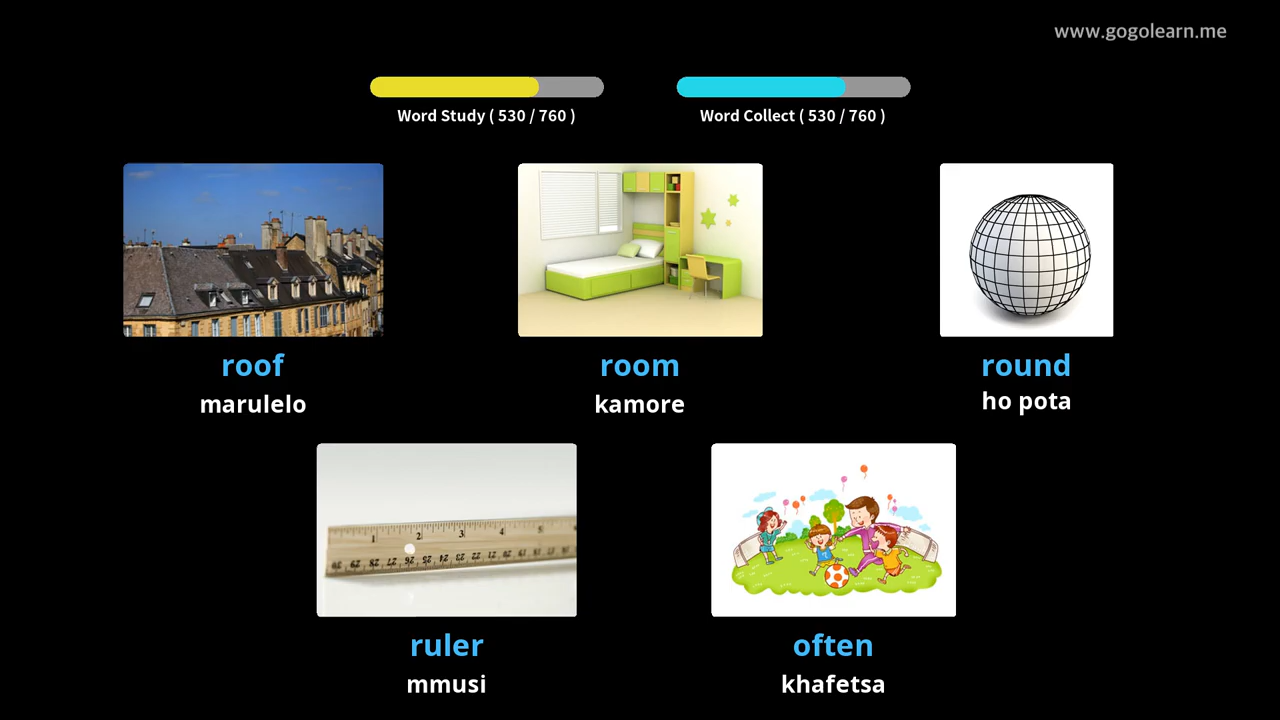 www.gogolearn.me
Word Study ( 530 / 760 )
Word Collect ( 530 / 760 )
roof
marulelo
room
kamore
round
ho pota
ruler
mmusi
often
khafetsa